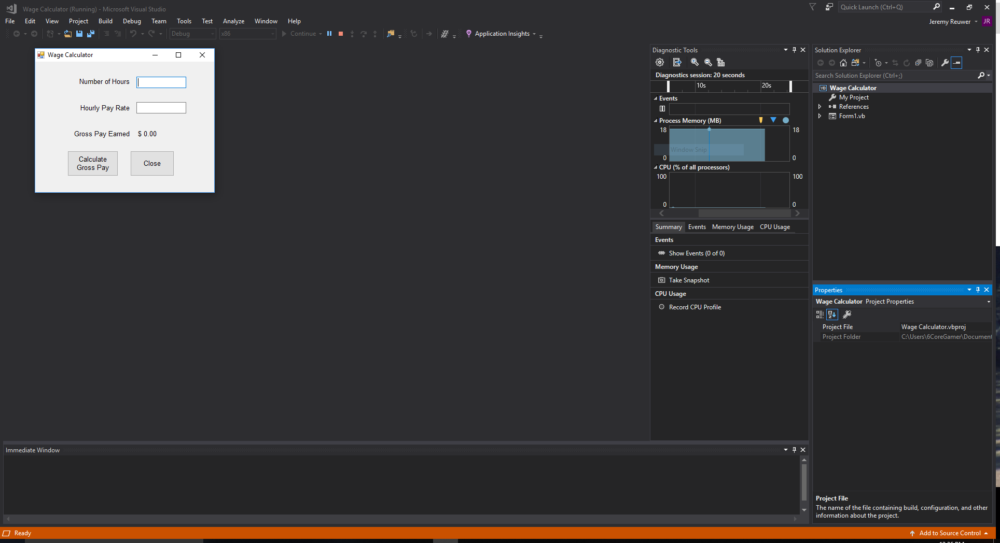 Wage Calculator (Running) - Microsoft Visual Studio
Quick Launch (Ctrl+Q)
File Edit View Project Build Debug Team Tools Test Analyze Window Help
Jeremy Reuwer JR
Debug x86 Continue Application Insights
Wage Calculator
Number of Hours
Hourly Pay Rate
Gross Pay Earned $ 0.00
Calculate
Gross Pay
Close
Diagnostic Tools
Diagnostics session: 20 seconds
10s 20s
Events
Process Memory (MB)
18 18
Window Snip
0 0
CPU (% of all processors)
100 100
0 0
Summary Events Memory Usage CPU Usage
Events
Show Events (0 of 0)
Memory Usage
Take Snapshot
CPU Usage
Record CPU Profile
Solution Explorer
Search Solution Explorer (Ctrl+;)
VB Wage Calculator
My Project
References
Form1.vb
Properties
Wage Calculator Project Properties
Project File Wage Calculator.vbproj
Project Folder C:\Users\6CoreGamer\Document
Project File
The name of the file containing build, configuration, and other
information about the project.
Immediate Window
Ready
Add to Source Control